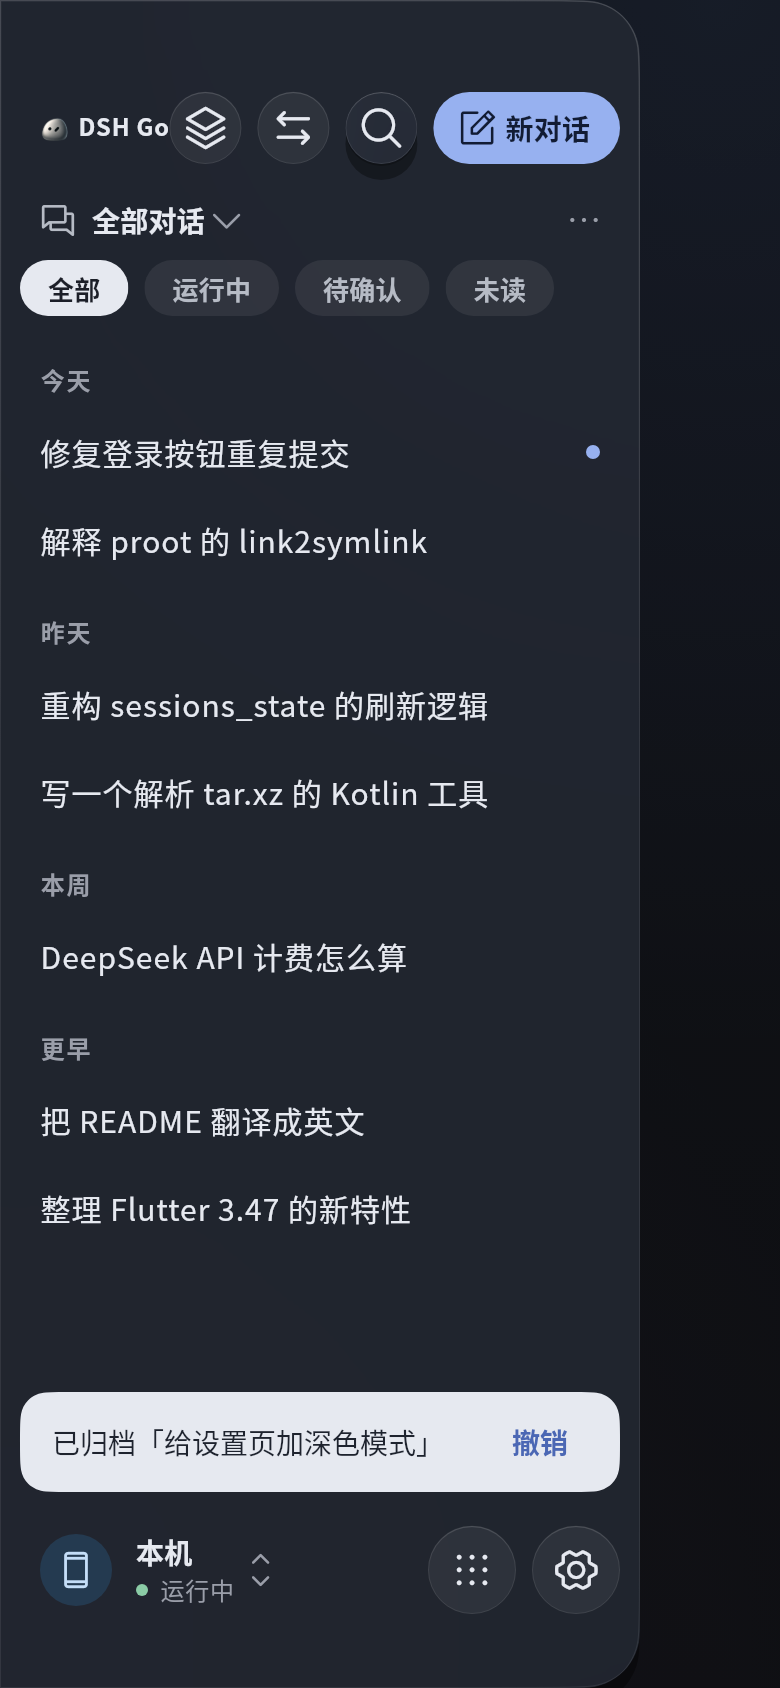 DSH Go
新对话
全部对话
全部 运行中 待确认 未读
今天
修复登录按钮重复提交
解释 proot 的 link2symlink
昨天
重构 sessions_state 的刷新逻辑
写一个解析 tar.xz 的 Kotlin 工具
本周
DeepSeek API 计费怎么算
更早
把 README 翻译成英文
整理 Flutter 3.47 的新特性
已归档「给设置页加深色模式」 撤销
本机
运行中